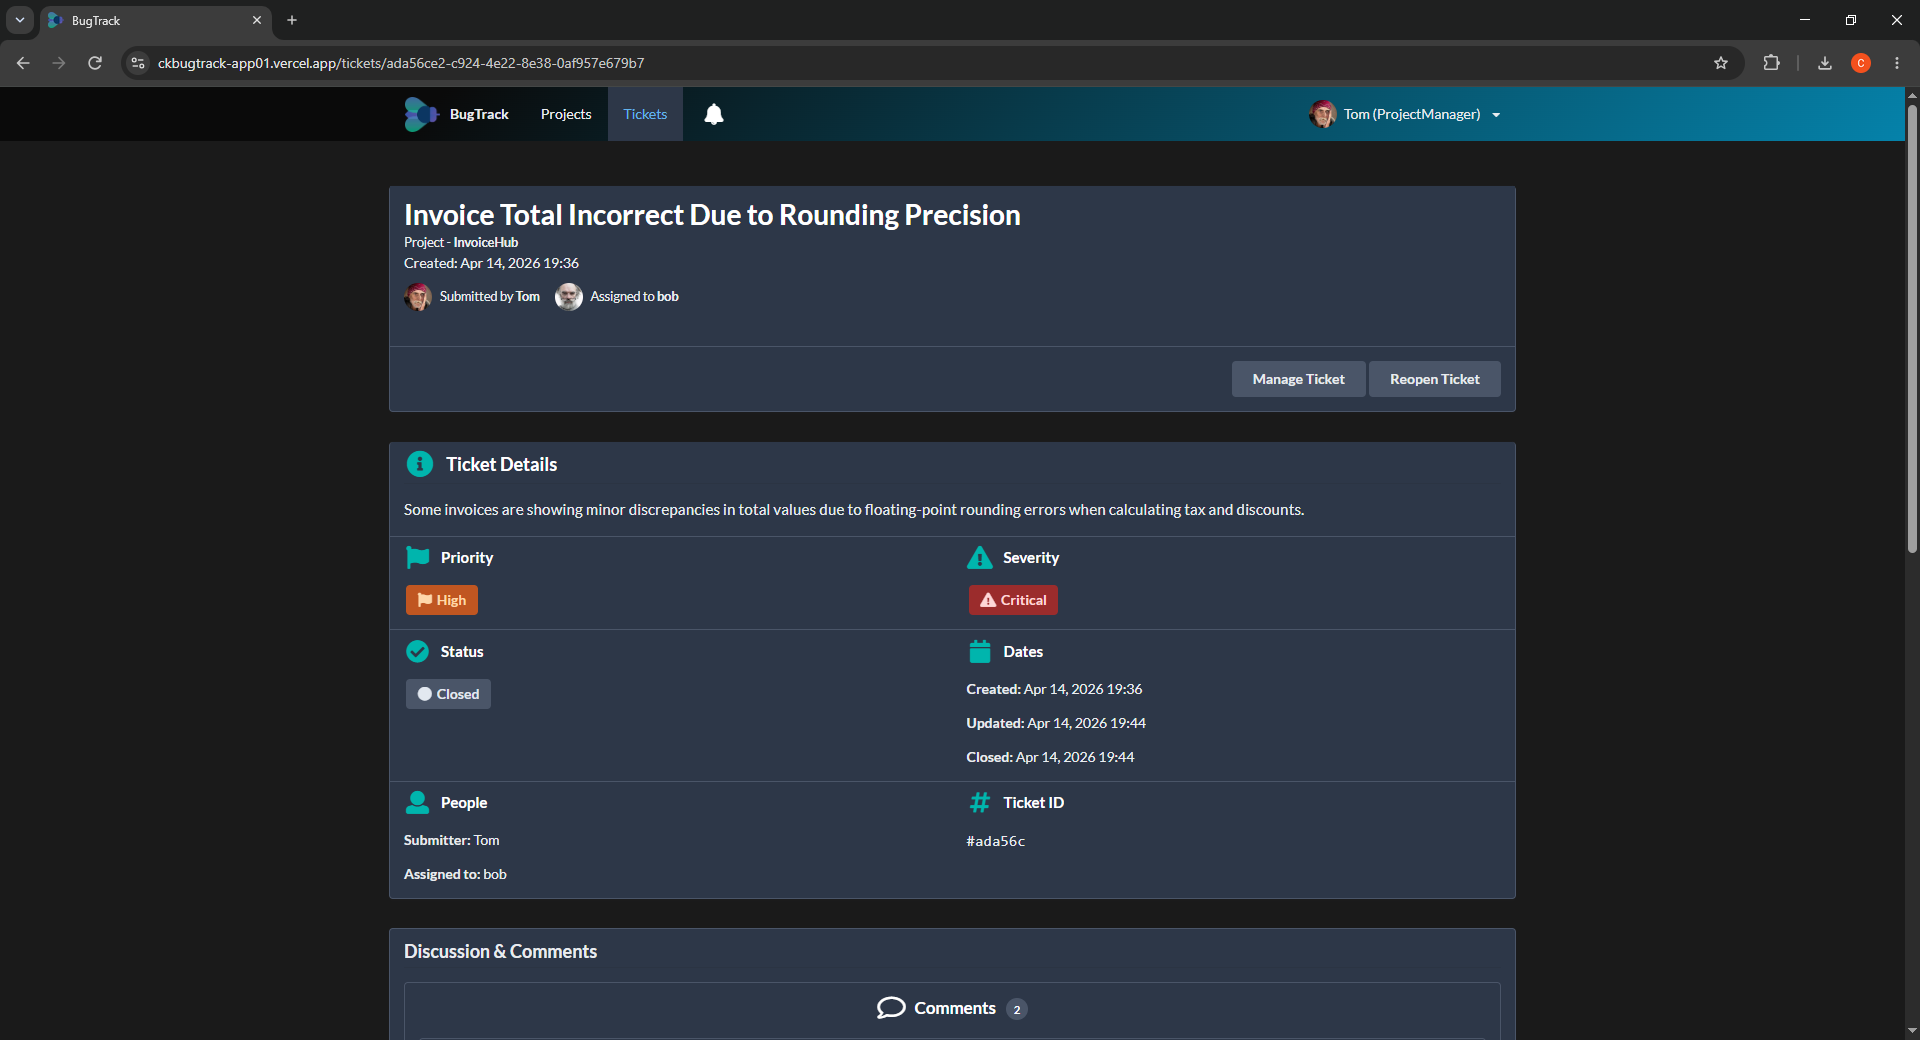 BugTrack
ckbugtrack-app01.vercel.app/tickets/ada56ce2-c924-4e22-8e38-0af957e679b7
C
BugTrack Projects Tickets Tom (ProjectManager)
Invoice Total Incorrect Due to Rounding Precision
Project - InvoiceHub
Created: Apr 14, 2026 19:36
Submitted by Tom Assigned to bob
Manage Ticket Reopen Ticket
Ticket Details
Some invoices are showing minor discrepancies in total values due to floating-point rounding errors when calculating tax and discounts.
Priority Severity
High Critical
Status Dates
Closed Created: Apr 14, 2026 19:36
Updated: Apr 14, 2026 19:44
Closed: Apr 14, 2026 19:44
People Ticket ID
Submitter: Tom #ada56c
Assigned to: bob
Discussion & Comments
Comments 2